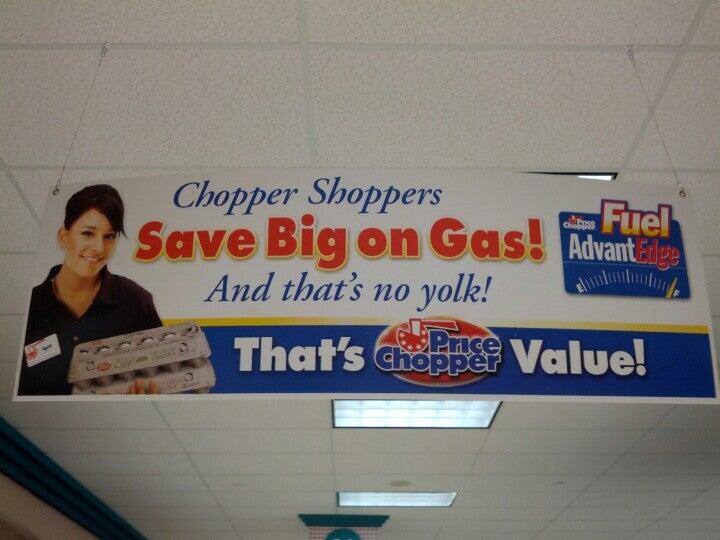 Chopper Shoppers
Save Big on Gas!
And that's no yolk!
That's Price Chopper Value!
Price Chopper
Fuel
AdvantEdge
E F